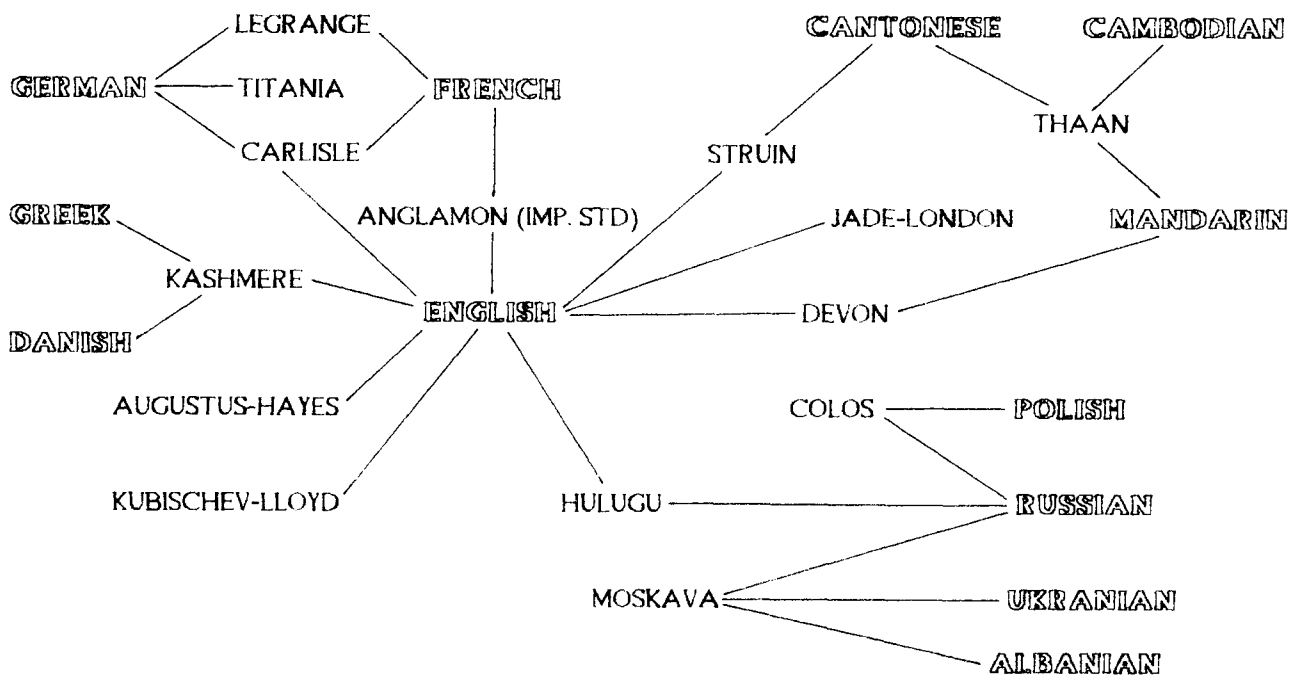 LEGRANGE
CANTONESE
CAMBODIAN
GERMAN
TITANIA
FRENCH
THAAN
CARLISLE
STRUIN
GREEK
ANGLAMON (IMP. STD)
JADE-LONDON
MANDARIN
KASHMERE
ENGLISH
DEVON
DANISH
AUGUSTUS-HAYES
COLOS
POLISH
KUBISCHEV-LLOYD
HULUGU
RUSSIAN
MOSKAVA
UKRANIAN
ALBANIAN